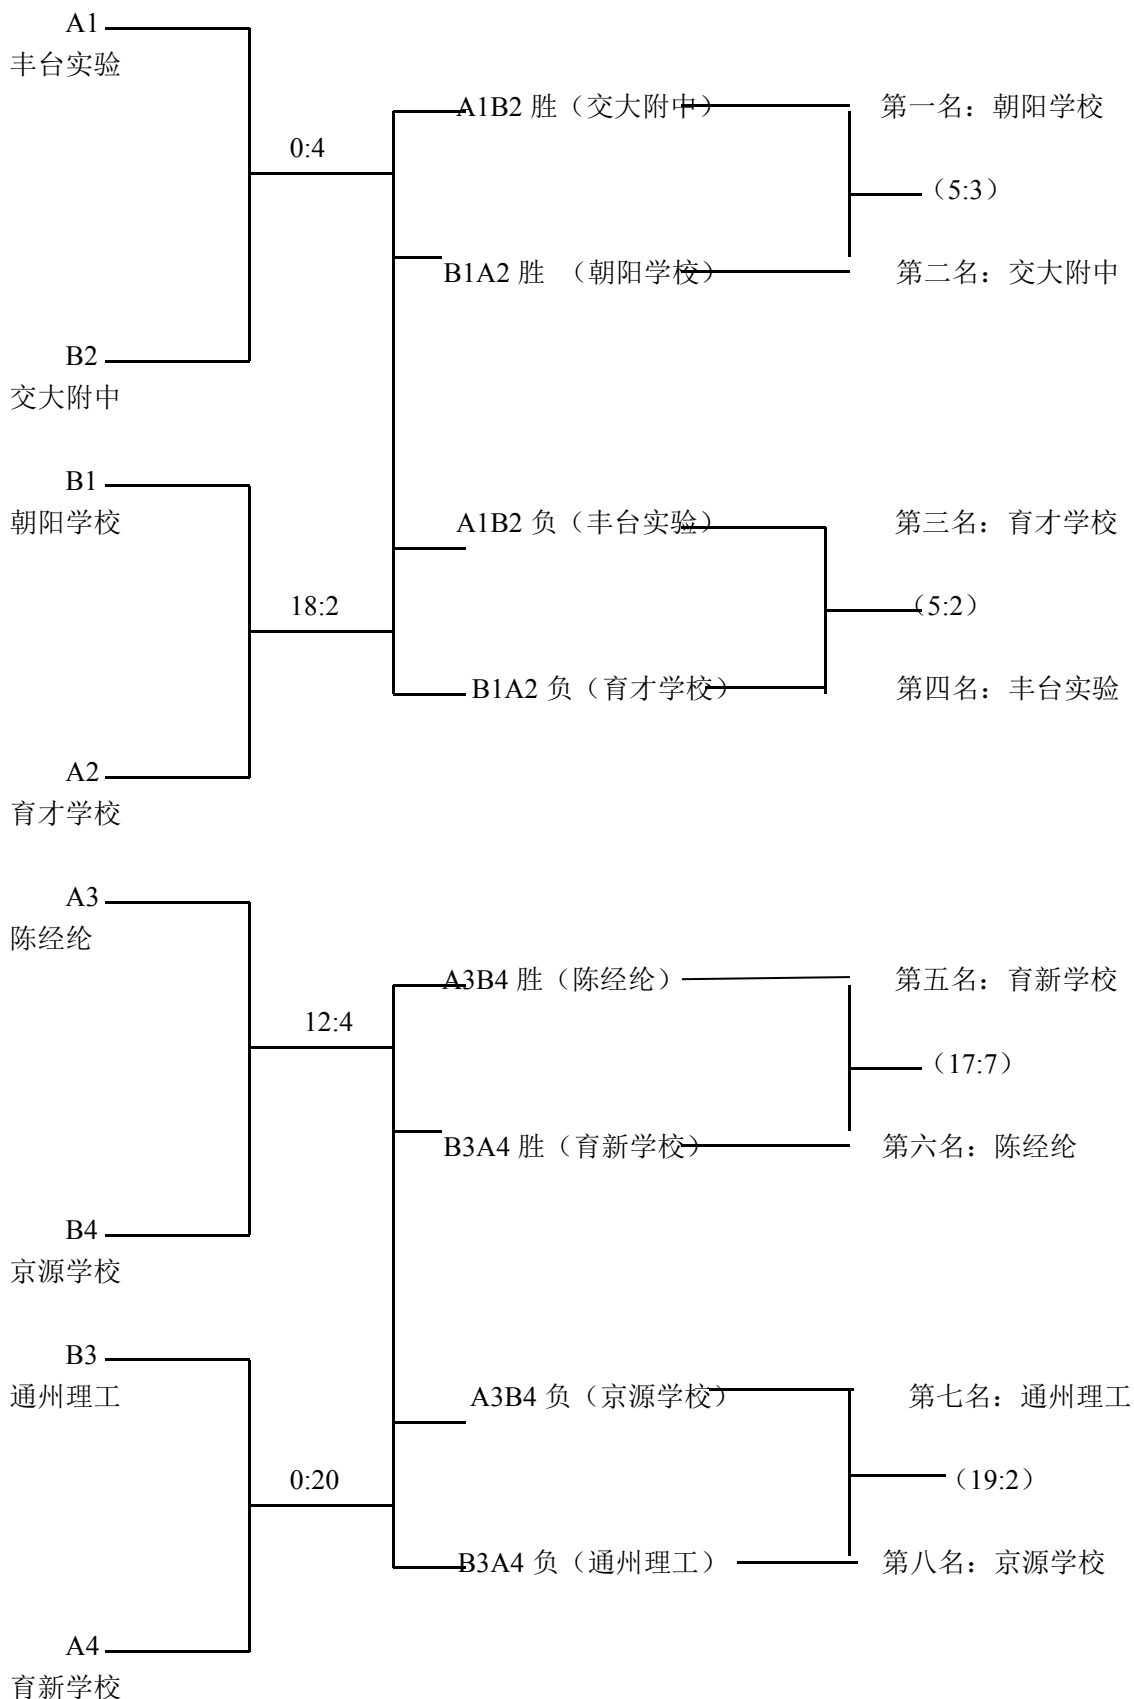 A1
丰台实验
A1B2 胜（交大附中）
第一名：朝阳学校
0:4
（5:3）
B1A2 胜 （朝阳学校）
第二名：交大附中
B2
交大附中
B1
朝阳学校
A1B2 负（丰台实验）
第三名：育才学校
18:2
（5:2）
B1A2 负（育才学校）
第四名：丰台实验
A2
育才学校
A3
陈经纶
A3B4 胜（陈经纶）
第五名：育新学校
12:4
（17:7）
B3A4 胜（育新学校）
第六名：陈经纶
B4
京源学校
B3
通州理工
A3B4 负（京源学校）
第七名：通州理工
0:20
（19:2）
B3A4 负（通州理工）
第八名：京源学校
A4
育新学校